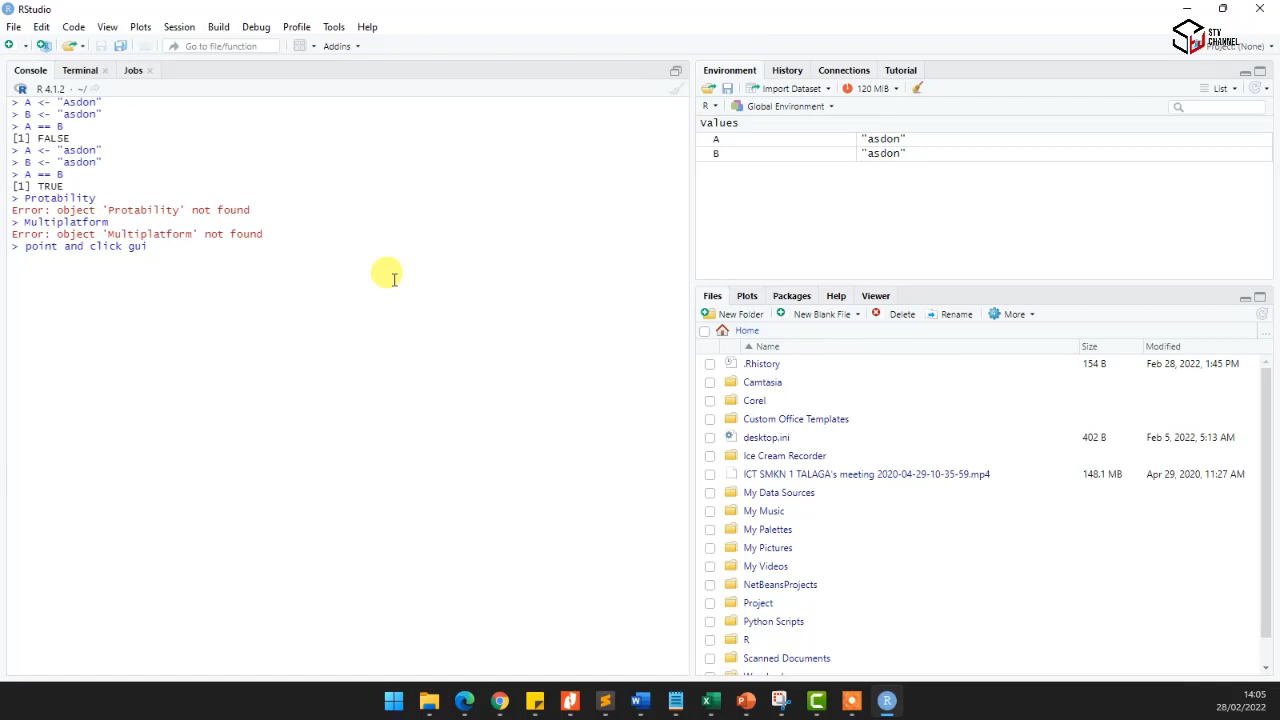 RStudio
File Edit Code View Plots Session Build Debug Profile Tools Help
STV
CHANNEL
Go to file/function Addins Project: (None)
Console Terminal Jobs
R 4.1.2 · ~/
> A <- "Asdon"
> B <- "asdon"
> A == B
[1] FALSE
> A <- "asdon"
> B <- "asdon"
> A == B
[1] TRUE
> Protability
Error: object 'Protability' not found
> Multiplatform
Error: object 'Multiplatform' not found
> point and click gui
Environment History Connections Tutorial
Import Dataset 120 MiB List
R Global Environment
Values
A "asdon"
B "asdon"
Files Plots Packages Help Viewer
New Folder New Blank File Delete Rename More
Home
Name Size Modified
.Rhistory 154 B Feb 28, 2022, 1:45 PM
Camtasia
Corel
Custom Office Templates
desktop.ini 402 B Feb 5, 2022, 5:13 AM
Ice Cream Recorder
ICT SMKN 1 TALAGA's meeting 2020-04-29-10-35-59.mp4 148.1 MB Apr 29, 2020, 11:27 AM
My Data Sources
My Music
My Palettes
My Pictures
My Videos
NetBeansProjects
Project
Python Scripts
R
Scanned Documents
14:05
28/02/2022